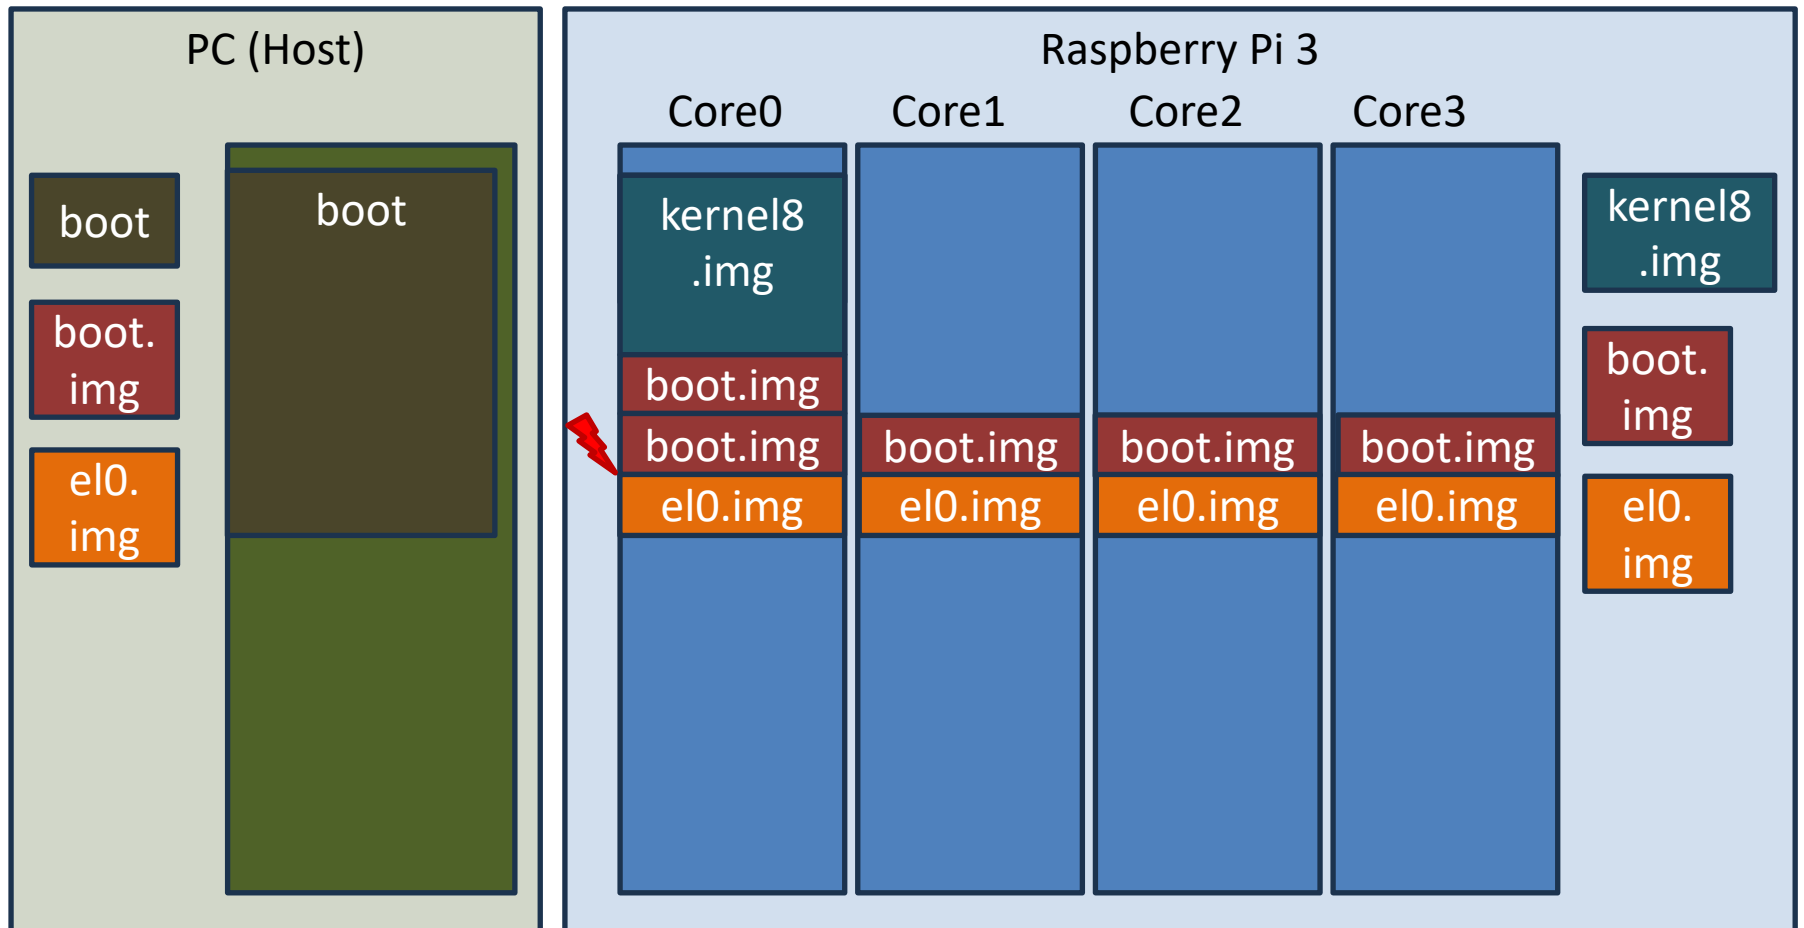 PC (Host)
boot
boot.
img
el0.
img
boot
Raspberry Pi 3
Core0
Core1
Core2
Core3
kernel8
.img
boot.img
boot.img
el0.img
boot.img
el0.img
boot.img
el0.img
boot.img
el0.img
kernel8
.img
boot.
img
el0.
img